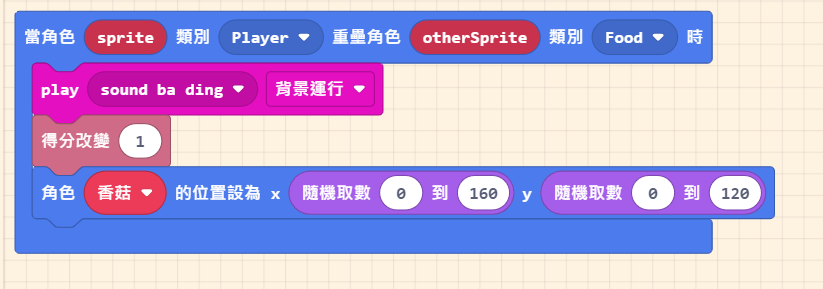 當角色 sprite 類別 Player 重疊角色 otherSprite 類別 Food 時
play sound ba ding 背景運行
得分改變 1
角色 香菇 的位置設為 x 隨機取數 0 到 160 y 隨機取數 0 到 120